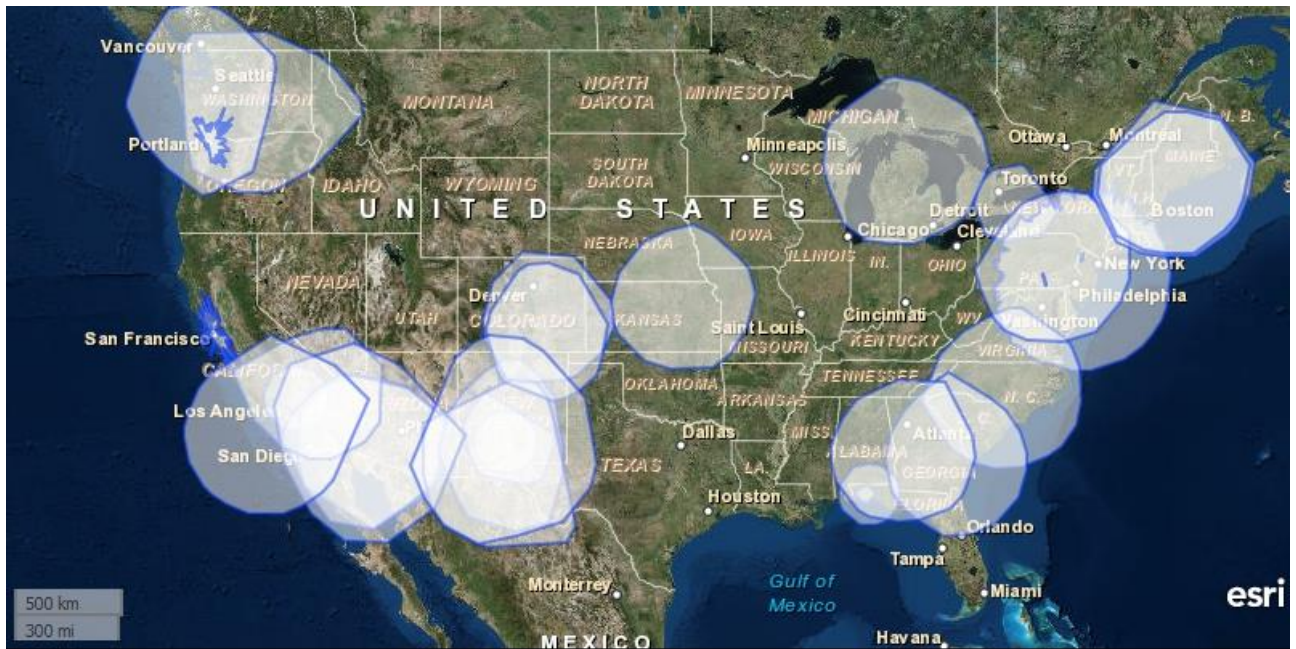 Vancouver
Seattle
WASHINGTON
Portland
OREGON
IDAHO
MONTANA
NORTH
DAKOTA
MINNESOTA
MICHIGAN
Ottawa
Montréal
N. B.
MAINE
VT.
Minneapolis
WISCONSIN
SOUTH
DAKOTA
WYOMING
UNITED STATES
Toronto
Detroit
Boston
NEBRASKA
IOWA
Chicago
Cleveland
ILLINOIS
IN.
OHIO
New York
PA.
Philadelphia
NEVADA
UTAH
Denver
COLORADO
KANSAS
Saint Louis
MISSOURI
Cincinnati
WV
Washington
KENTUCKY
VIRGINIA
San Francisco
TENNESSEE
OKLAHOMA
ARKANSAS
N. C.
Los Angeles
San Diego
Dallas
MISS.
ALABAMA
Atlanta
GEORGIA
TEXAS
LA.
Houston
FLORIDA
Orlando
Tampa
Miami
Gulf of
Mexico
Monterrey
MEXICO
Havana
500 km
300 mi
esri